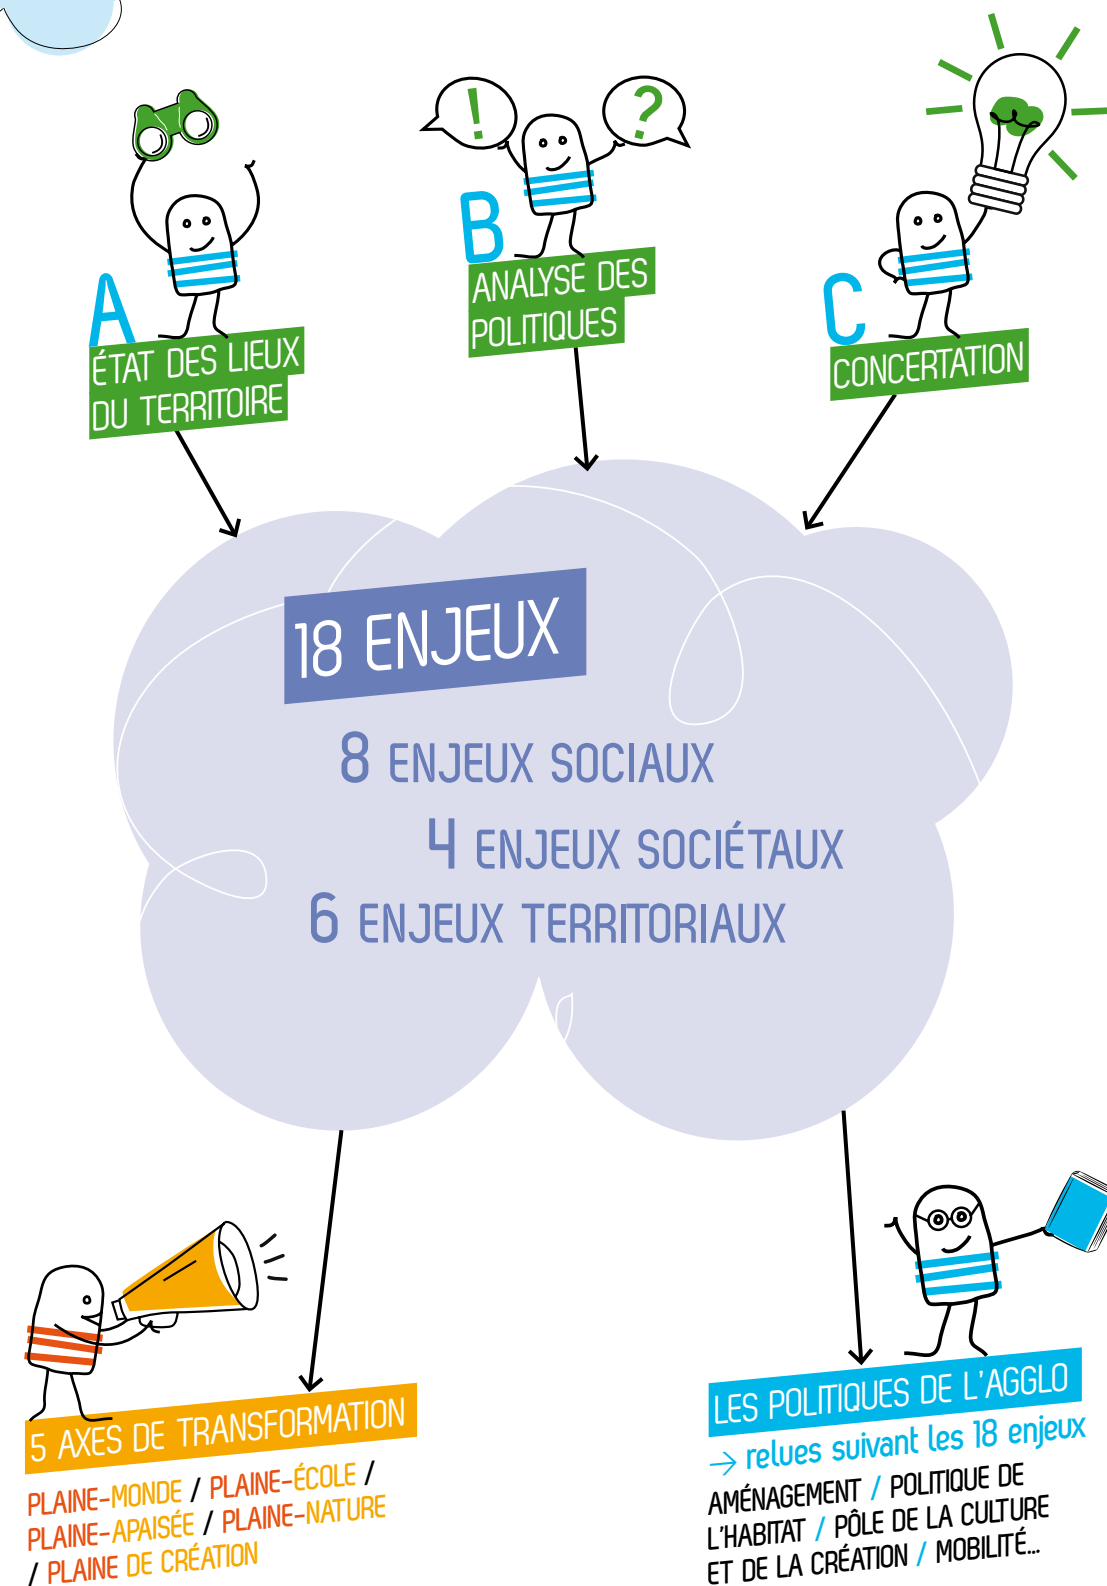 !
?
A
ÉTAT DES LIEUX
DU TERRITOIRE
B
ANALYSE DES
POLITIQUES
C
CONCERTATION
18 ENJEUX
8 ENJEUX SOCIAUX
4 ENJEUX SOCIÉTAUX
6 ENJEUX TERRITORIAUX
5 AXES DE TRANSFORMATION
PLAINE-MONDE / PLAINE-ÉCOLE /
PLAINE-APAISÉE / PLAINE-NATURE
/ PLAINE DE CRÉATION
LES POLITIQUES DE L'AGGLO
→ relues suivant les 18 enjeux
AMÉNAGEMENT / POLITIQUE DE
L'HABITAT / PÔLE DE LA CULTURE
ET DE LA CRÉATION / MOBILITÉ...